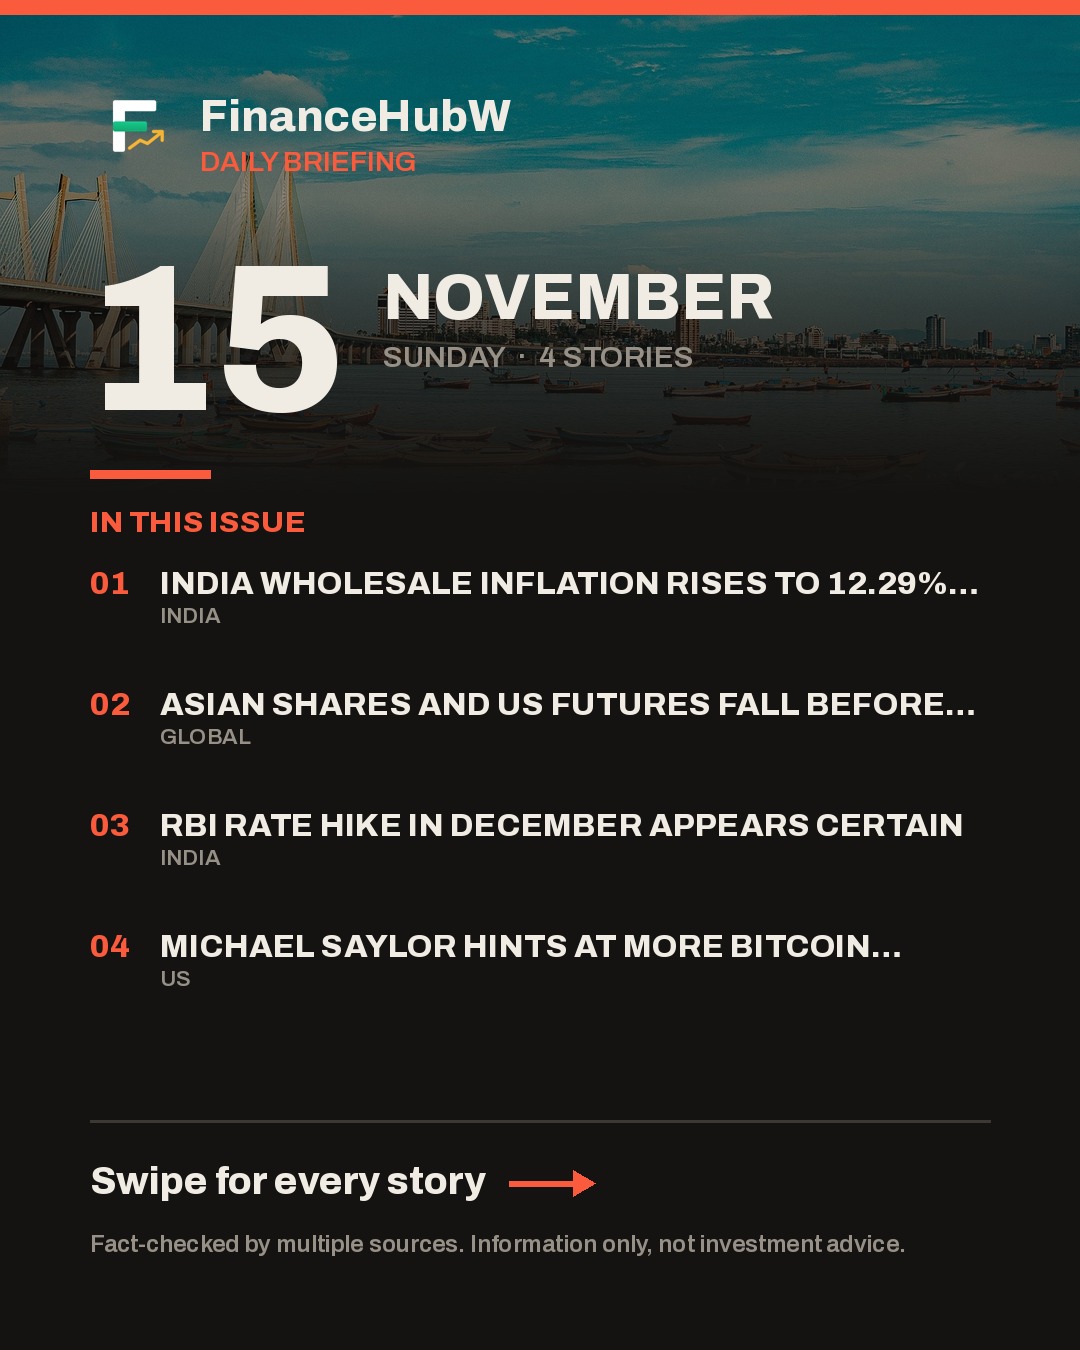 FinanceHubW
DAILY BRIEFING
15
NOVEMBER
SUNDAY · 4 STORIES
IN THIS ISSUE
01 INDIA WHOLESALE INFLATION RISES TO 12.29%...
INDIA
02 ASIAN SHARES AND US FUTURES FALL BEFORE...
GLOBAL
03 RBI RATE HIKE IN DECEMBER APPEARS CERTAIN
INDIA
04 MICHAEL SAYLOR HINTS AT MORE BITCOIN...
US
Swipe for every story
Fact-checked by multiple sources. Information only, not investment advice.